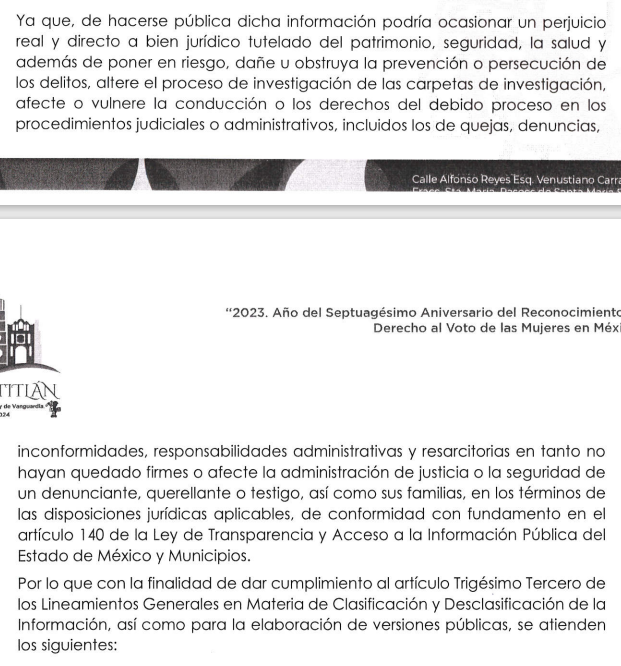 Ya que, de hacerse pública dicha información podría ocasionar un perjuicio
real y directo a bien jurídico tutelado del patrimonio, seguridad, la salud y
además de poner en riesgo, dañe u obstruya la prevención o persecución de
los delitos, altere el proceso de investigación de las carpetas de investigación,
afecte o vulnere la conducción o los derechos del debido proceso en los
procedimientos judiciales o administrativos, incluidos los de quejas, denuncias,
Calle Alfonso Reyes Esq. Venustiano Carra
Fracc. Sta. María, Paseos de Santa María
“2023. Año del Septuagésimo Aniversario del Reconocimiento
Derecho al Voto de las Mujeres en Méxi
TITLÁN
y de Vanguardia
024
inconformidades, responsabilidades administrativas y resarcitorias en tanto no
hayan quedado firmes o afecte la administración de justicia o la seguridad de
un denunciante, querellante o testigo, así como sus familias, en los términos de
las disposiciones jurídicas aplicables, de conformidad con fundamento en el
artículo 140 de la Ley de Transparencia y Acceso a la Información Pública del
Estado de México y Municipios.
Por lo que con la finalidad de dar cumplimiento al artículo Trigésimo Tercero de
los Lineamientos Generales en Materia de Clasificación y Desclasificación de la
Información, así como para la elaboración de versiones públicas, se atienden
los siguientes: